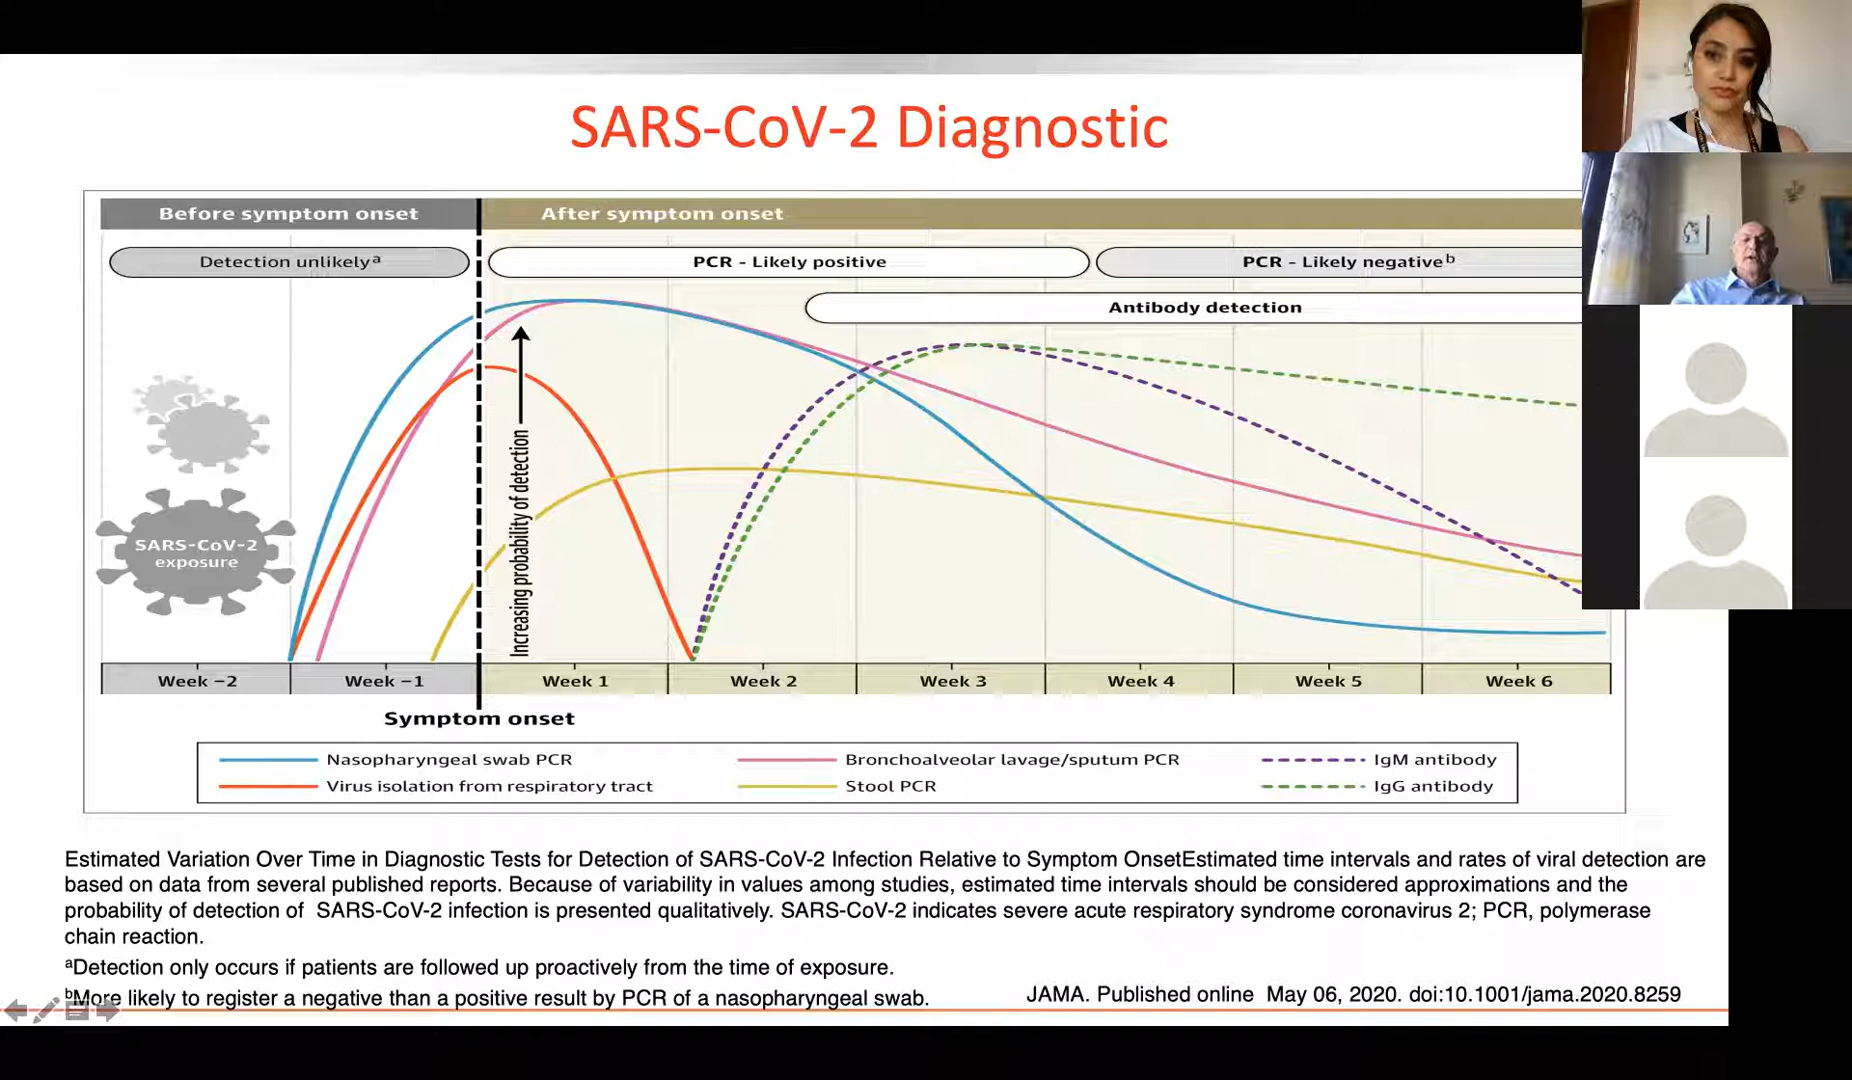 SARS-CoV-2 Diagnostic
Before symptom onset
After symptom onset
Detection unlikelyᵃ
PCR - Likely positive
PCR - Likely negativeᵇ
Antibody detection
Increasing probability of detection
SARS-CoV-2
exposure
Week −2
Week −1
Week 1
Week 2
Week 3
Week 4
Week 5
Week 6
Symptom onset
Nasopharyngeal swab PCR
Bronchoalveolar lavage/sputum PCR
IgM antibody
Virus isolation from respiratory tract
Stool PCR
IgG antibody
Estimated Variation Over Time in Diagnostic Tests for Detection of SARS-CoV-2 Infection Relative to Symptom OnsetEstimated time intervals and rates of viral detection are
based on data from several published reports. Because of variability in values among studies, estimated time intervals should be considered approximations and the
probability of detection of SARS-CoV-2 infection is presented qualitatively. SARS-CoV-2 indicates severe acute respiratory syndrome coronavirus 2; PCR, polymerase
chain reaction.
ᵃDetection only occurs if patients are followed up proactively from the time of exposure.
ᵇMore likely to register a negative than a positive result by PCR of a nasopharyngeal swab.
JAMA. Published online May 06, 2020. doi:10.1001/jama.2020.8259